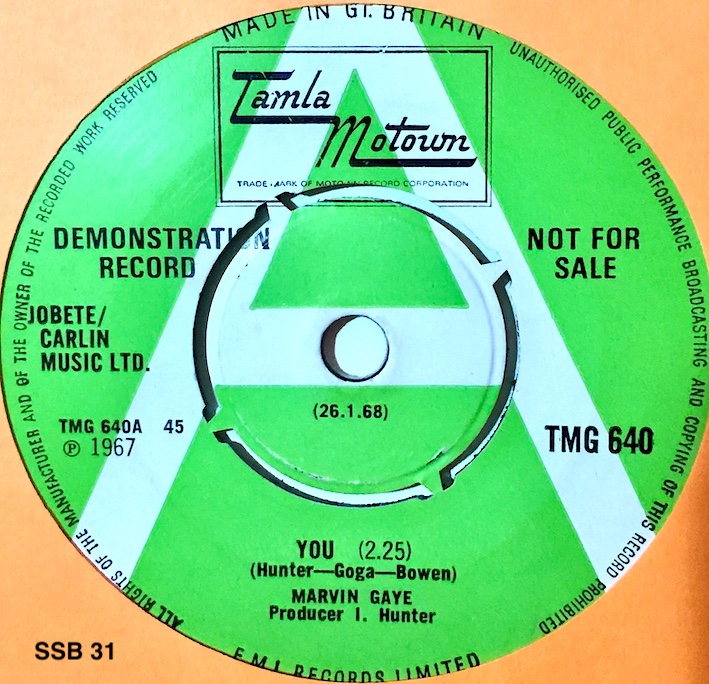 MADE IN GT. BRITAIN
UNAUTHORISED PUBLIC PERFORMANCE BROADCASTING AND COPYING OF THIS RECORD PROHIBITED
ALL RIGHTS OF THE MANUFACTURER AND OF THE OWNER OF THE RECORDED WORK RESERVED
Tamla
Motown
TRADE MARK OF MOTOWN RECORD CORPORATION
DEMONSTRATION
RECORD
NOT FOR
SALE
JOBETE/
CARLIN
MUSIC LTD.
(26.1.68)
TMG 640A 45
℗ 1967
TMG 640
YOU (2.25)
(Hunter—Goga—Bowen)
MARVIN GAYE
Producer I. Hunter
E.M.I. RECORDS LIMITED
SSB 31